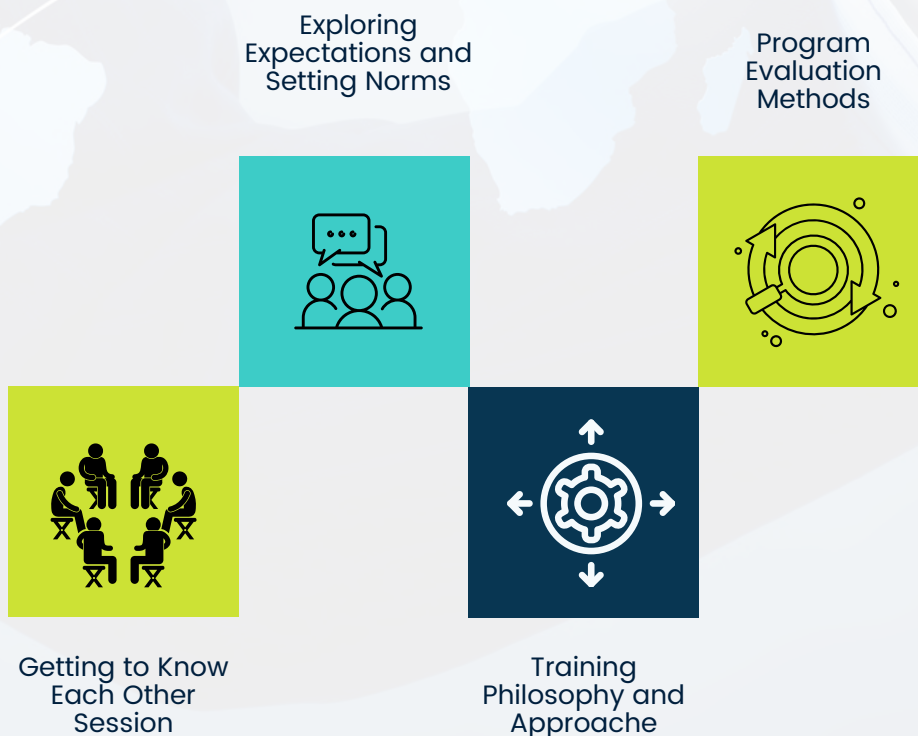 Exploring
Expectations and
Setting Norms
Program
Evaluation
Methods
Getting to Know
Each Other
Session
Training
Philosophy and
Approache